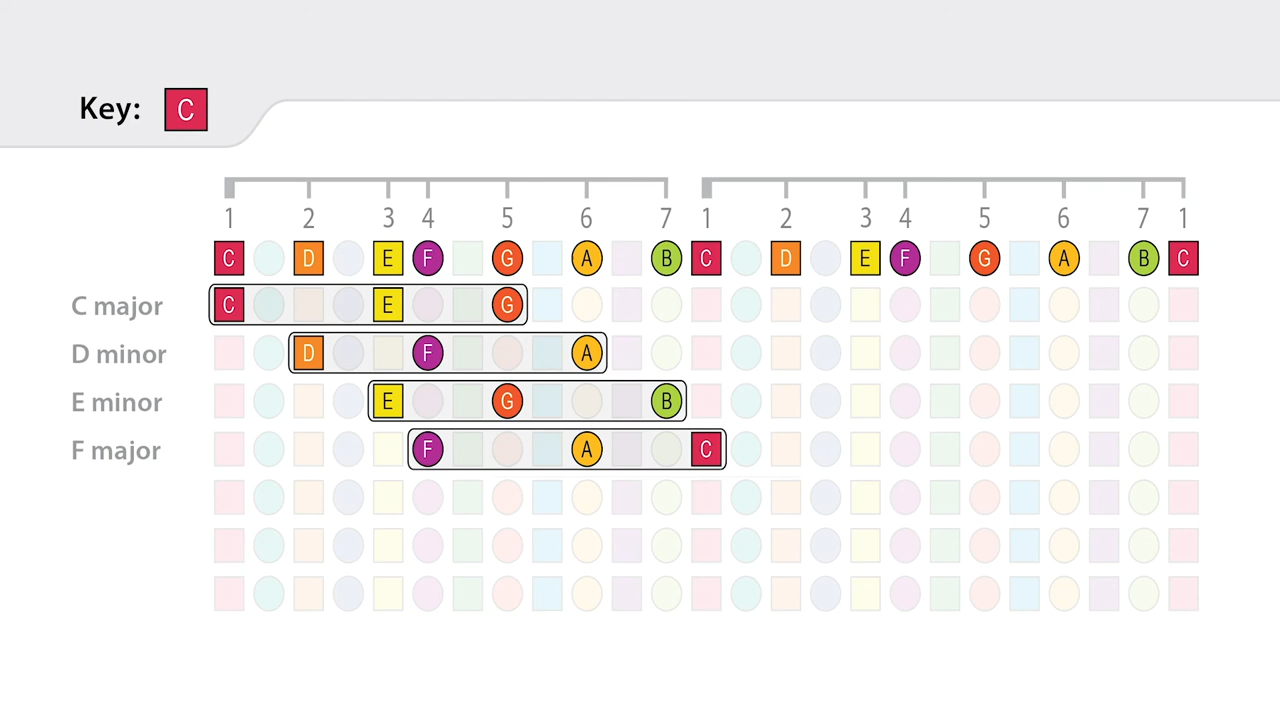 Key: C
1 2 3 4 5 6 7 1 2 3 4 5 6 7 1
C D E F G A B C D E F G A B C
C major C E G
D minor D F A
E minor E G B
F major F A C